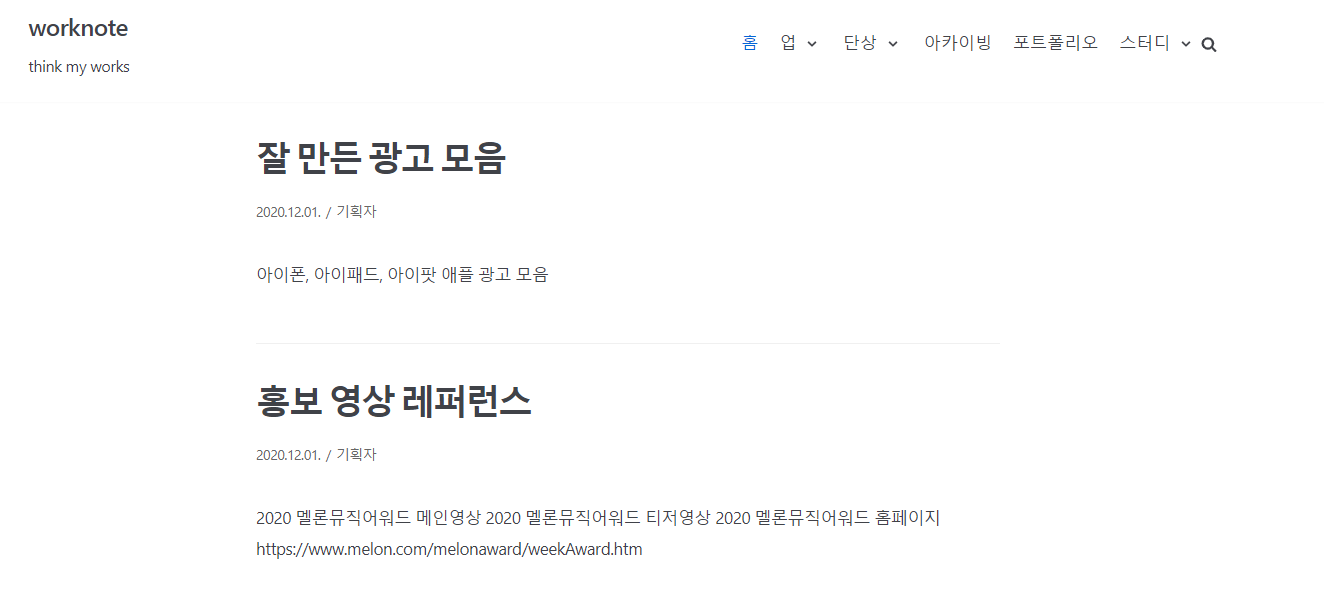 worknote
think my works
홈 업 단상 아카이빙 포트폴리오 스터디
잘 만든 광고 모음
2020.12.01. / 기획자
아이폰, 아이패드, 아이팟 애플 광고 모음
홍보 영상 레퍼런스
2020.12.01. / 기획자
2020 멜론뮤직어워드 메인영상 2020 멜론뮤직어워드 티저영상 2020 멜론뮤직어워드 홈페이지
https://www.melon.com/melonaward/weekAward.htm